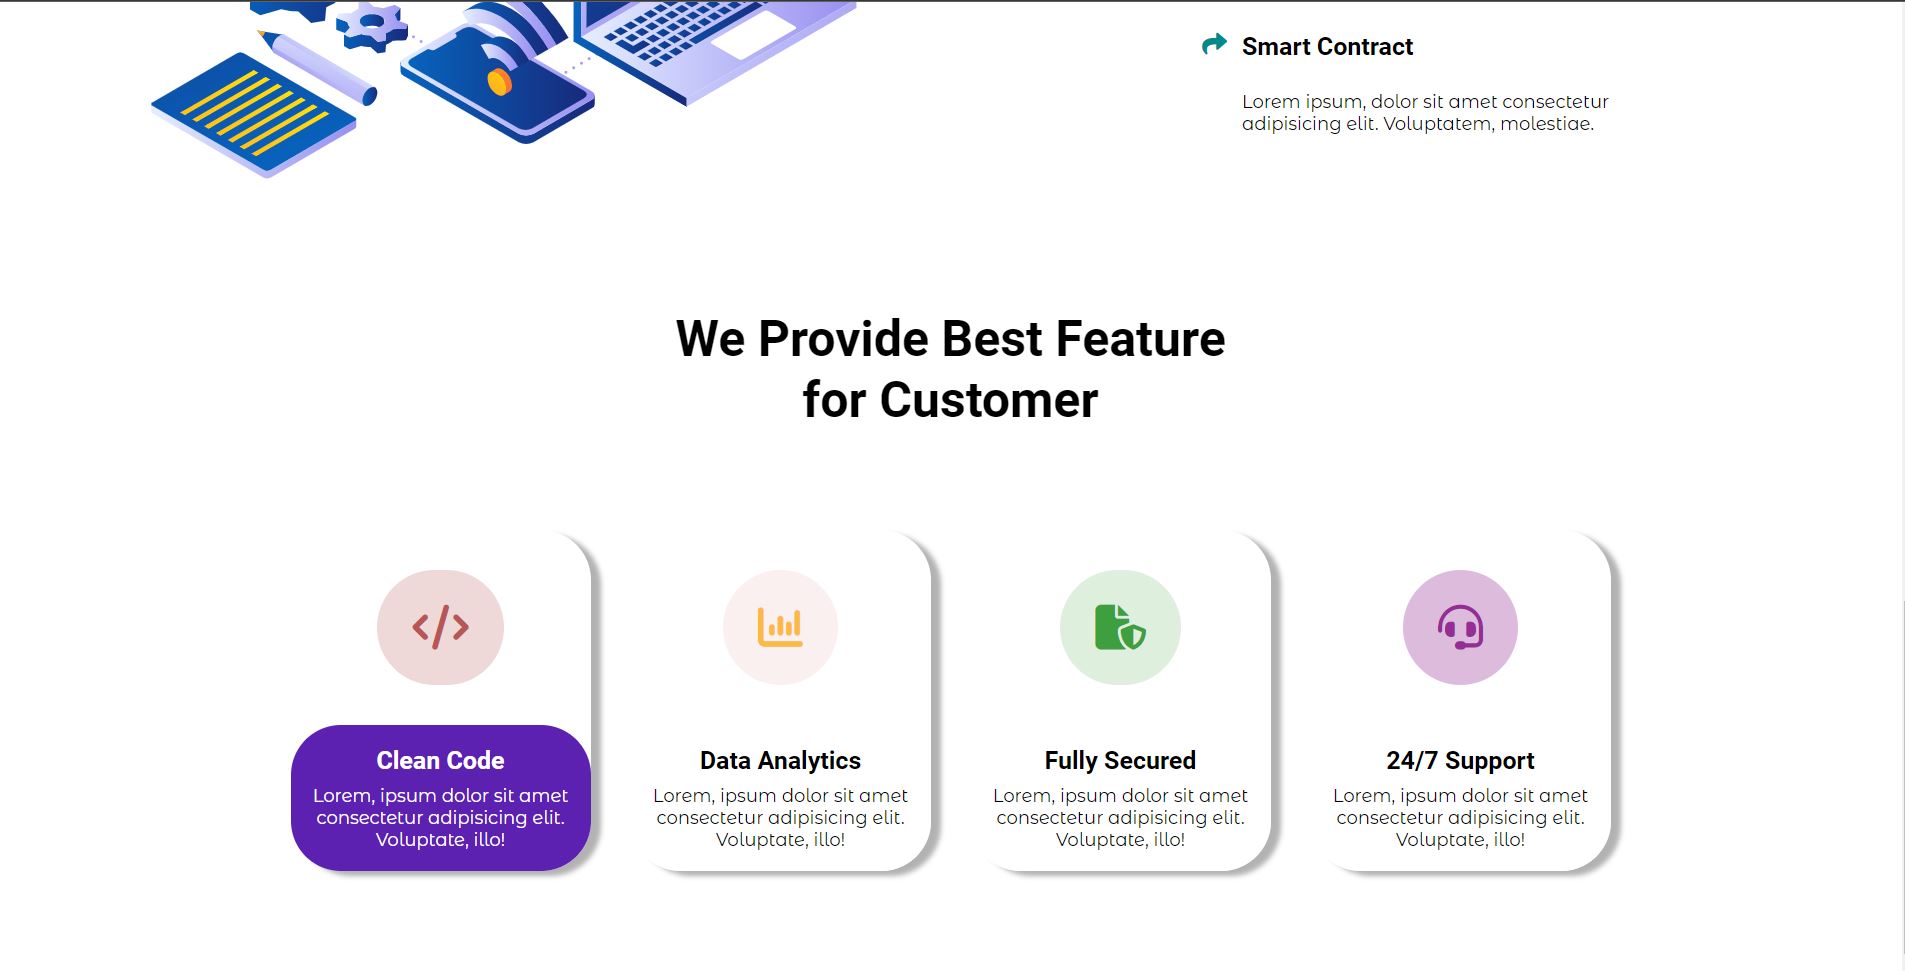 Smart Contract
Lorem ipsum, dolor sit amet consectetur
adipisicing elit. Voluptatem, molestiae.
We Provide Best Feature
for Customer
Clean Code
Lorem, ipsum dolor sit amet
consectetur adipisicing elit.
Voluptate, illo!
Data Analytics
Lorem, ipsum dolor sit amet
consectetur adipisicing elit.
Voluptate, illo!
Fully Secured
Lorem, ipsum dolor sit amet
consectetur adipisicing elit.
Voluptate, illo!
24/7 Support
Lorem, ipsum dolor sit amet
consectetur adipisicing elit.
Voluptate, illo!